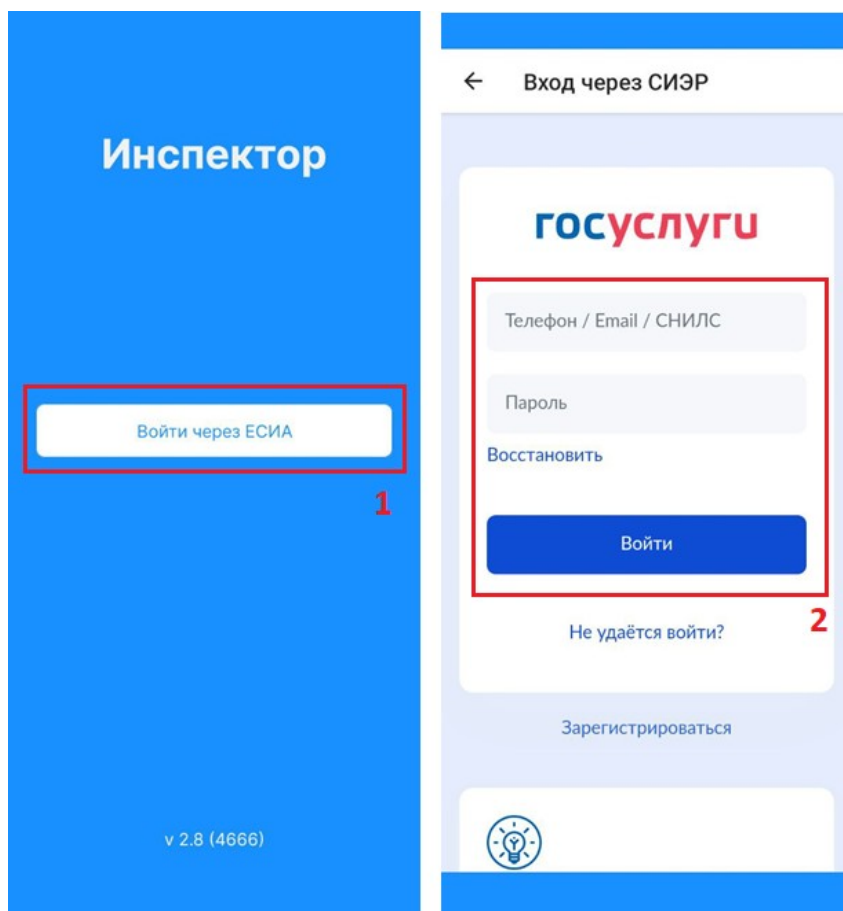 Инспектор
Войти через ЕСИА
1
v 2.8 (4666)
Вход через СИЭР
госуслуги
Телефон / Email / СНИЛС
Пароль
Восстановить
Войти
2
Не удаётся войти?
Зарегистрироваться